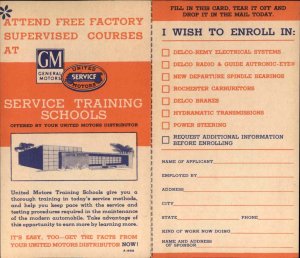 ATTEND FREE FACTORY
SUPERVISED COURSES
AT
GM
GENERAL
MOTORS
UNITED
SERVICE
MOTORS
SERVICE TRAINING
SCHOOLS
OFFERED BY YOUR UNITED MOTORS DISTRIBUTOR
United Motors Training Schools give you a
thorough training in today's service methods,
and help you keep pace with the service and
testing procedures required in the maintenance
of the modern automobile. Take advantage of
this opportunity to earn more by learning more.
IT'S EASY, TOO—GET THE FACTS FROM
YOUR UNITED MOTORS DISTRIBUTOR NOW!
FILL IN THIS CARD, TEAR IT OFF AND
DROP IT IN THE MAIL TODAY.
I WISH TO ENROLL IN:
DELCO-REMY ELECTRICAL SYSTEMS
DELCO RADIO & GUIDE AUTRONIC-EYE
NEW DEPARTURE SPINDLE BEARINGS
ROCHESTER CARBURETORS
DELCO BRAKES
HYDRAMATIC TRANSMISSIONS
POWER STEERING
REQUEST ADDITIONAL INFORMATION
BEFORE ENROLLING
NAME OF APPLICANT
EMPLOYED BY
ADDRESS
CITY
STATE
PHONE
KIND OF WORK NOW DOING
NAME AND ADDRESS
OF SPONSOR